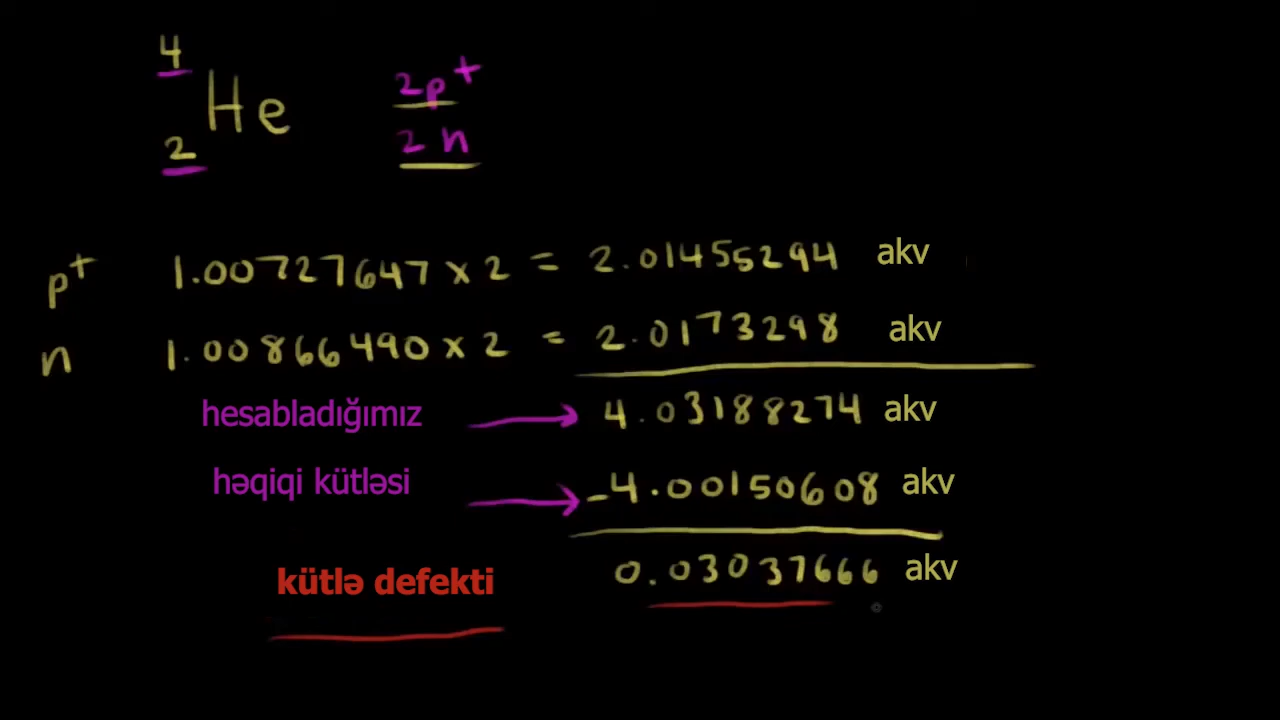 4
2 He
2p+
2 n
p+ 1.00727647 x 2 = 2.01455294 akv
n 1.00866490 x 2 = 2.0173298 akv
hesabladığımız → 4.03188274 akv
həqiqi kütləsi → -4.00150608 akv
kütlə defekti 0.03037666 akv